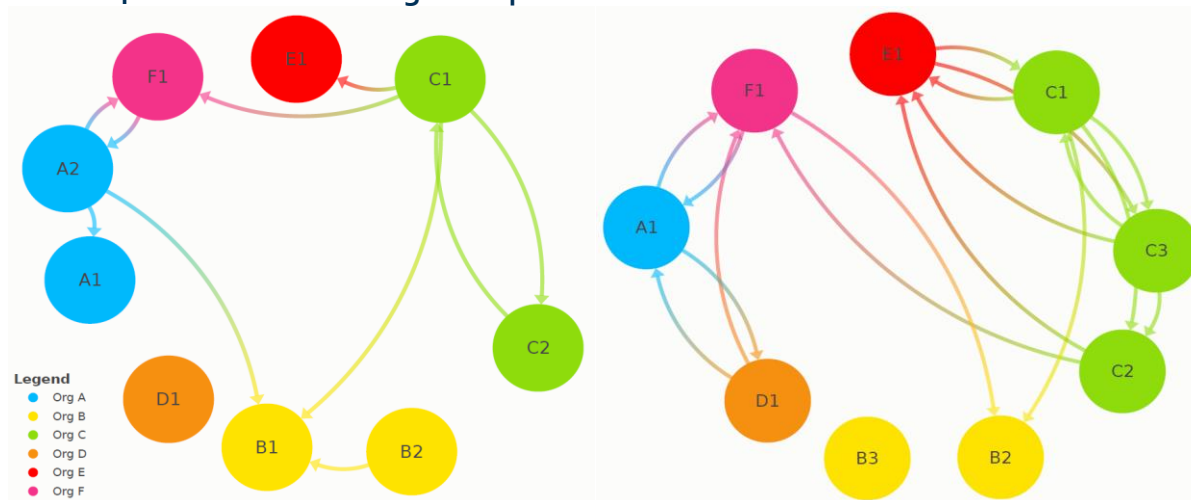 E1
F1
C1
A2
A1
C2
D1
B1
B2
Legend
Org A
Org B
Org C
Org D
Org E
Org F
E1
F1
C1
A1
C3
C2
D1
B3
B2